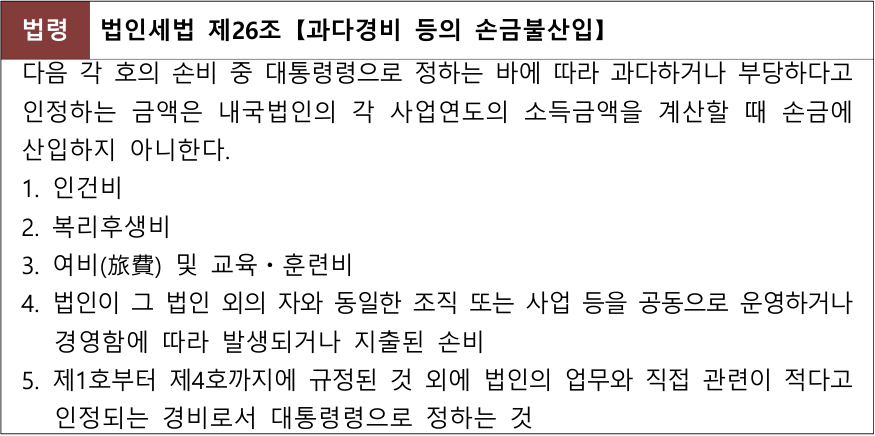 법령 법인세법 제26조【과다경비 등의 손금불산입】
다음 각 호의 손비 중 대통령령으로 정하는 바에 따라 과다하거나 부당하다고
인정하는 금액은 내국법인의 각 사업연도의 소득금액을 계산할 때 손금에
산입하지 아니한다.
1. 인건비
2. 복리후생비
3. 여비(旅費) 및 교육・훈련비
4. 법인이 그 법인 외의 자와 동일한 조직 또는 사업 등을 공동으로 운영하거나
경영함에 따라 발생되거나 지출된 손비
5. 제1호부터 제4호까지에 규정된 것 외에 법인의 업무와 직접 관련이 적다고
인정되는 경비로서 대통령령으로 정하는 것